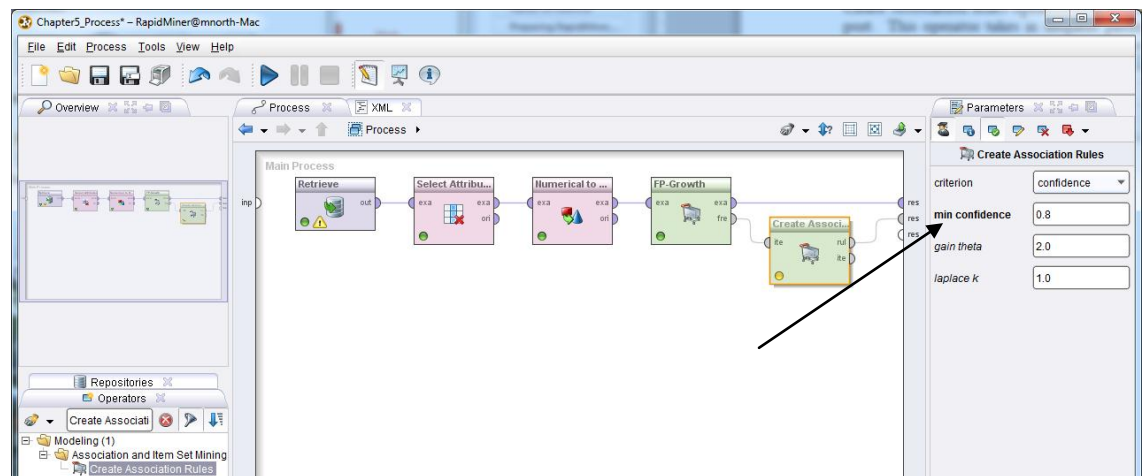 Chapter5_Process* – RapidMiner@mnorth-Mac
File Edit Process Tools View Help
Overview
Process XML
Parameters
Process
Create Association Rules
Main Process
Retrieve Select Attribu... Numerical to ... FP-Growth
criterion confidence
inp out exa exa exa exa exa exa res
ori ori fre res
res
min confidence 0.8
Create Associ...
ite rul
ite
gain theta 2.0
laplace k 1.0
Repositories
Operators
Create Associati
Modeling (1)
Association and Item Set Mining
Create Association Rules